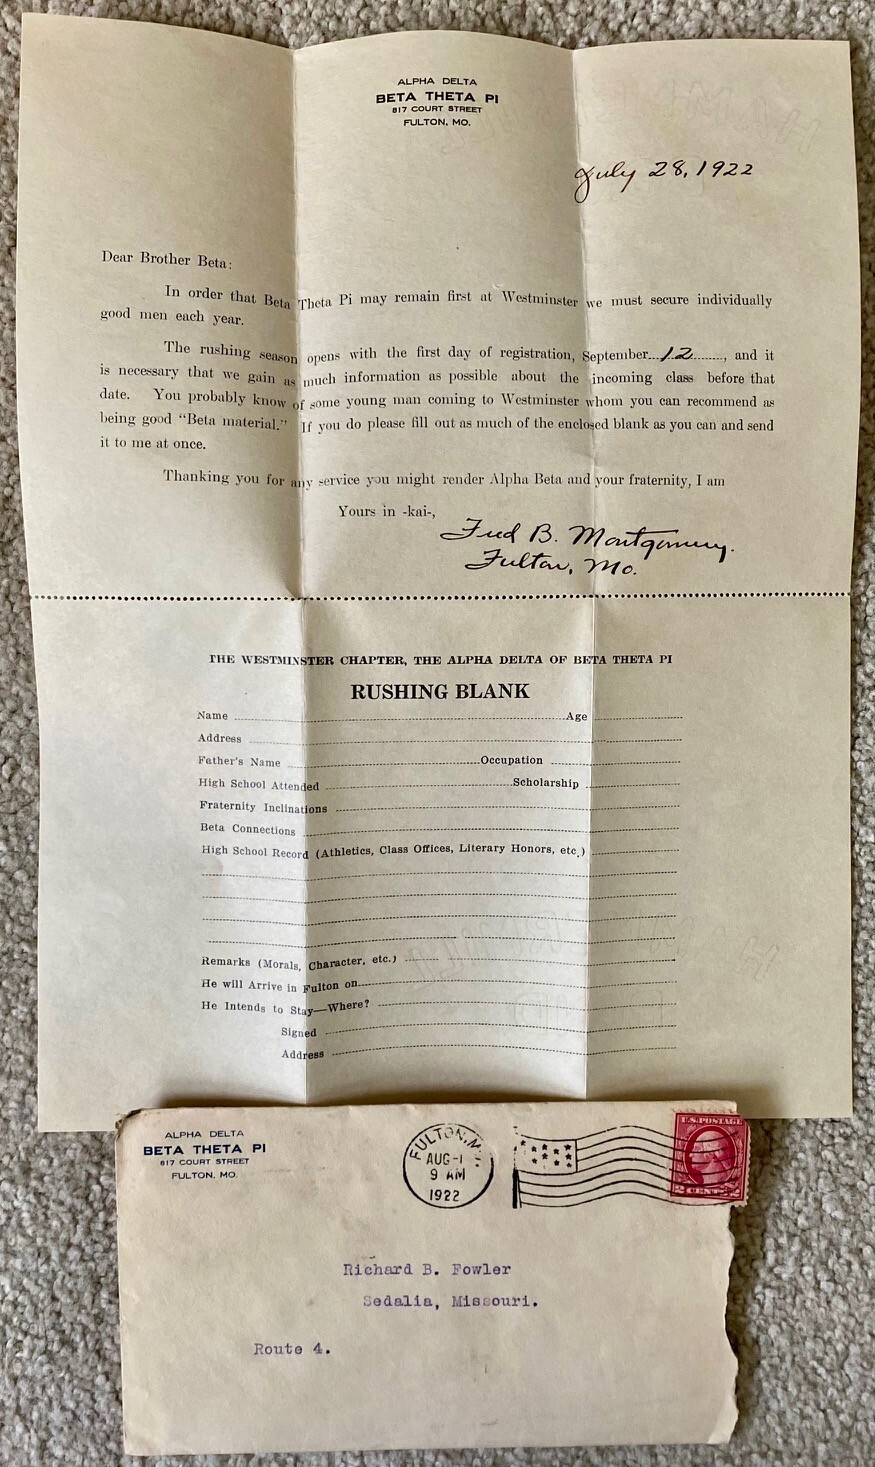 ALPHA DELTA
BETA THETA PI
817 COURT STREET
FULTON, MO.
July 28, 1922
Dear Brother Beta:
In order that Beta Theta Pi may remain first at Westminster we must secure individually
good men each year.
The rushing season opens with the first day of registration, September...12........, and it
is necessary that we gain as much information as possible about the incoming class before that
date. You probably know of some young man coming to Westminster whom you can recommend as
being good "Beta material." If you do please fill out as much of the enclosed blank as you can and send
it to me at once.
Thanking you for any service you might render Alpha Beta and your fraternity, I am
Yours in -kai-,
Fred B. Montgomery.
Fulton, Mo.
THE WESTMINSTER CHAPTER, THE ALPHA DELTA OF BETA THETA PI
RUSHING BLANK
Name Age
Address
Father's Name Occupation
High School Attended Scholarship
Fraternity Inclinations
Beta Connections
High School Record (Athletics, Class Offices, Literary Honors, etc.)
Remarks (Morals, Character, etc.)
He will Arrive in Fulton on
He Intends to Stay—Where?
Signed
Address
ALPHA DELTA
BETA THETA PI
817 COURT STREET
FULTON, MO.
FULTON, M
AUG-1
9 AM
1922
U.S. POSTAGE
2 CENTS 2
Richard B. Fowler
Sedalia, Missouri.
Route 4.